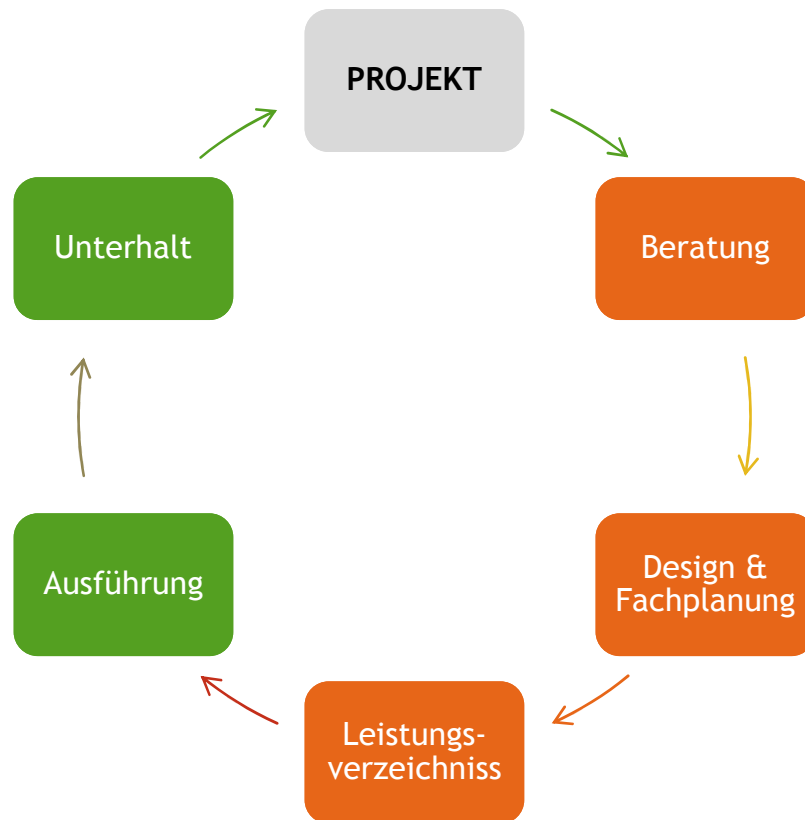 PROJEKT
Beratung
Design &
Fachplanung
Leistungs-
verzeichniss
Ausführung
Unterhalt